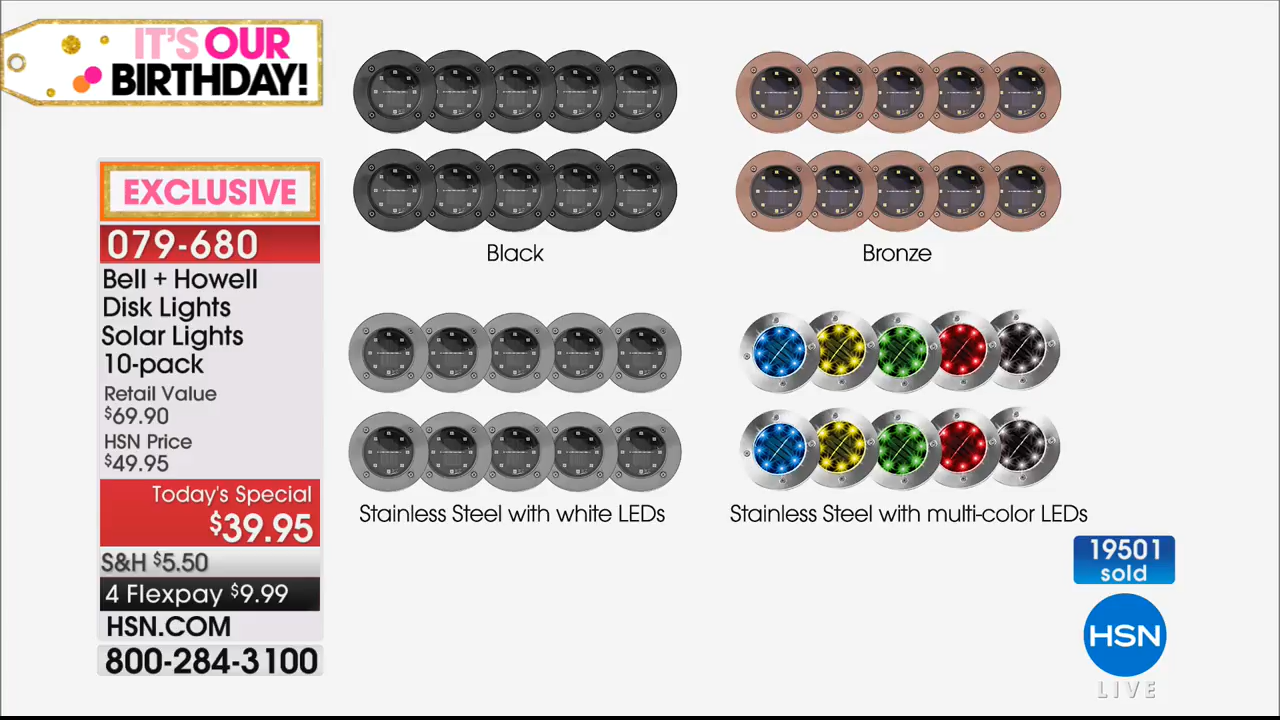 IT'S OUR
BIRTHDAY!
EXCLUSIVE
079-680
Bell + Howell
Disk Lights
Solar Lights
10-pack
Retail Value
$69.90
HSN Price
$49.95
Today's Special
$39.95
S&H $5.50
4 Flexpay $9.99
HSN.COM
800-284-3100
Black
Bronze
Stainless Steel with white LEDs
Stainless Steel with multi-color LEDs
19501
sold
HSN
LIVE